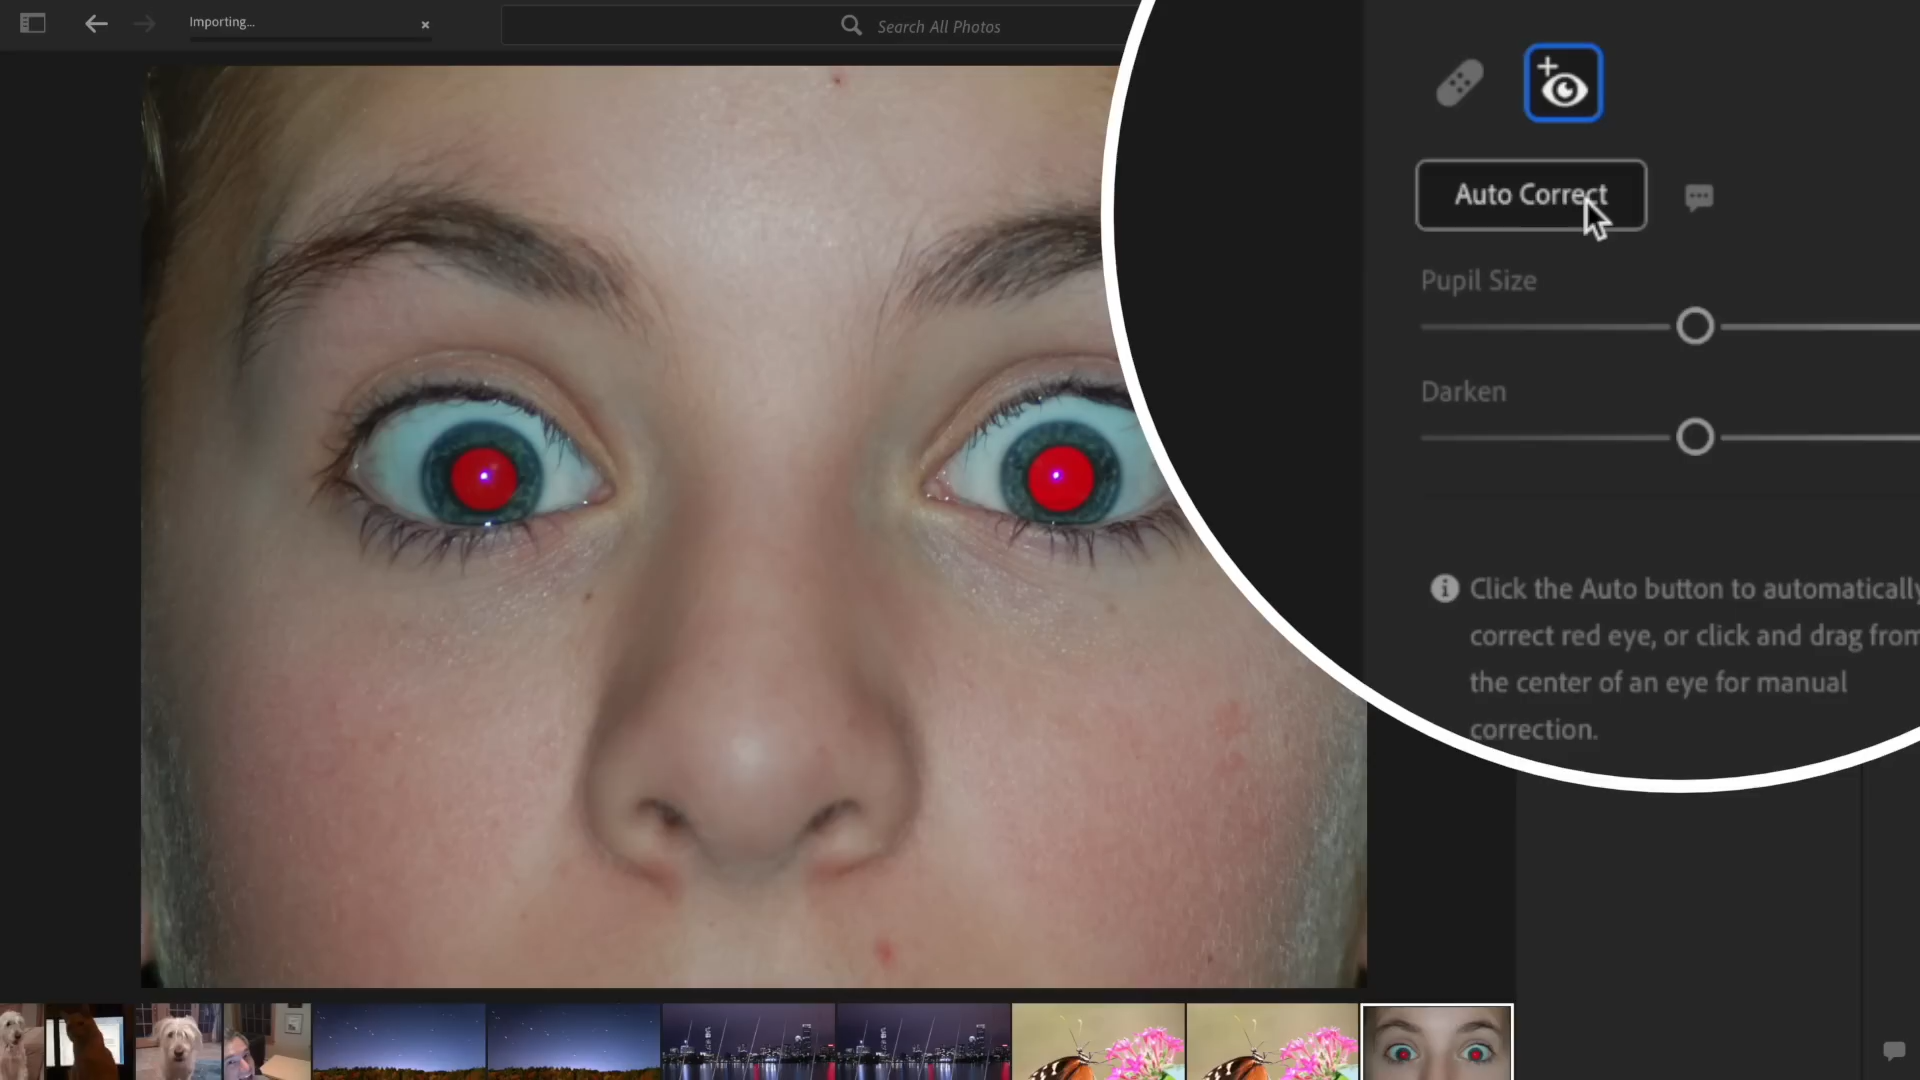 Importing...
×
Search All Photos
Auto Correct
Pupil Size
Darken
Click the Auto button to automatically
correct red eye, or click and drag from
the center of an eye for manual
correction.